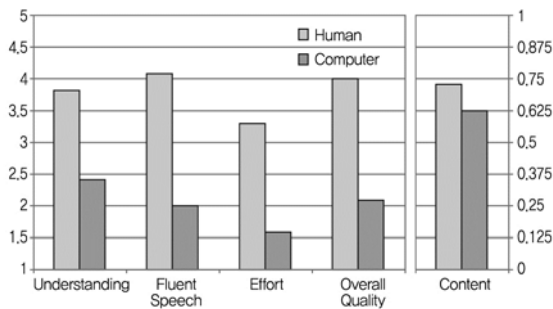 5
4,5
4
3,5
3
2,5
2
1,5
1
Human
Computer
1
0,875
0,75
0,625
0,5
0,375
0,25
0,125
0
Understanding
Fluent
Speech
Effort
Overall
Quality
Content